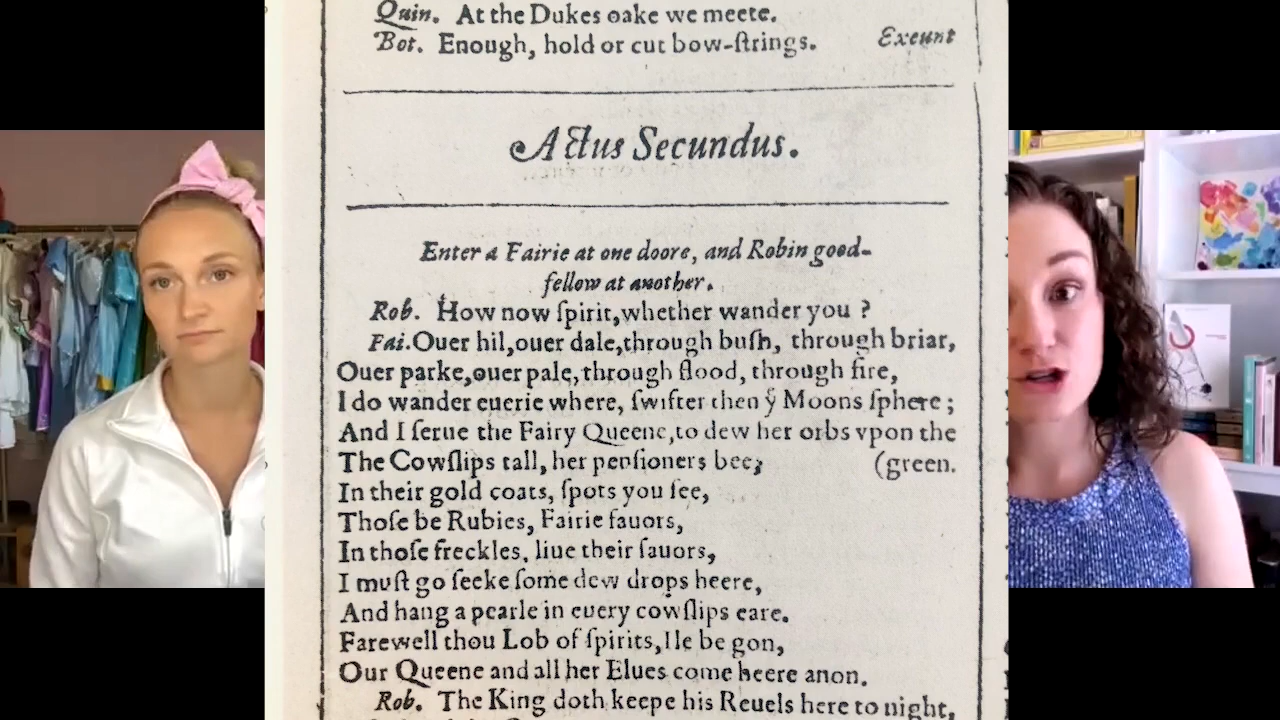 Quin. At the Dukes oake we meete.
Bot. Enough, hold or cut bow-ſtrings. Exeunt
Actus Secundus.
Enter a Fairie at one doore, and Robin good-
fellow at another.
Rob. How now ſpirit, whether wander you ?
Fai. Ouer hil, ouer dale, through buſh, through briar,
Ouer parke, ouer pale, through flood, through fire,
I do wander euerie where, ſwifter then ẏ Moons ſphere ;
And I ſerue the Fairy Queene, to dew her orbs vpon the
The Cowſlips tall, her penſioners bee, (green.
In their gold coats, ſpots you ſee,
Thoſe be Rubies, Fairie fauors,
In thoſe freckles, liue their ſauors,
I muſt go ſeeke ſome dew drops heere,
And hang a pearle in euery cowſlips eare.
Farewell thou Lob of ſpirits, Ile be gon,
Our Queene and all her Elues come heere anon.
Rob. The King doth keepe his Reuels here to night,